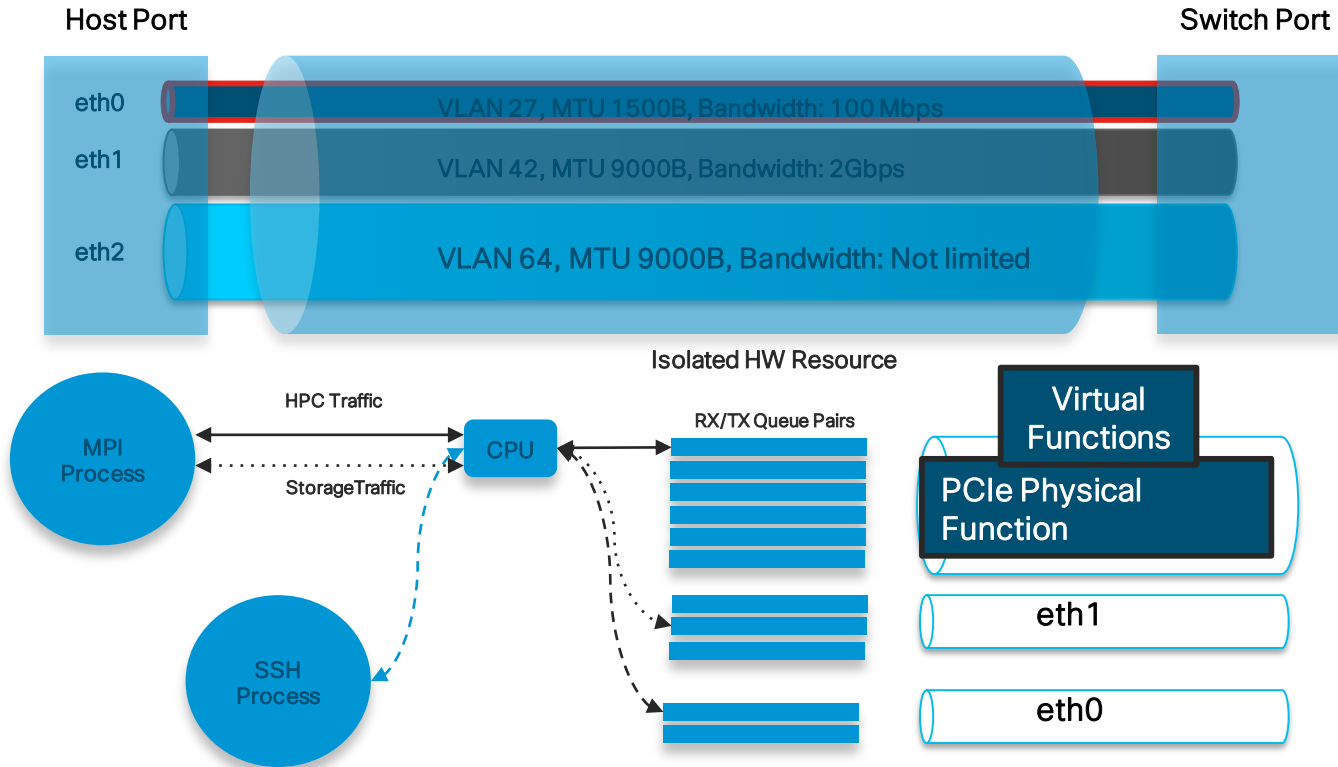 Host Port
Switch Port
eth0
VLAN 27, MTU 1500B, Bandwidth: 100 Mbps
eth1
VLAN 42, MTU 9000B, Bandwidth: 2Gbps
eth2
VLAN 64, MTU 9000B, Bandwidth: Not limited
Isolated HW Resource
HPC Traffic
RX/TX Queue Pairs
Virtual
Functions
MPI
Process
CPU
StorageTraffic
PCIe Physical
Function
eth1
SSH
Process
eth0